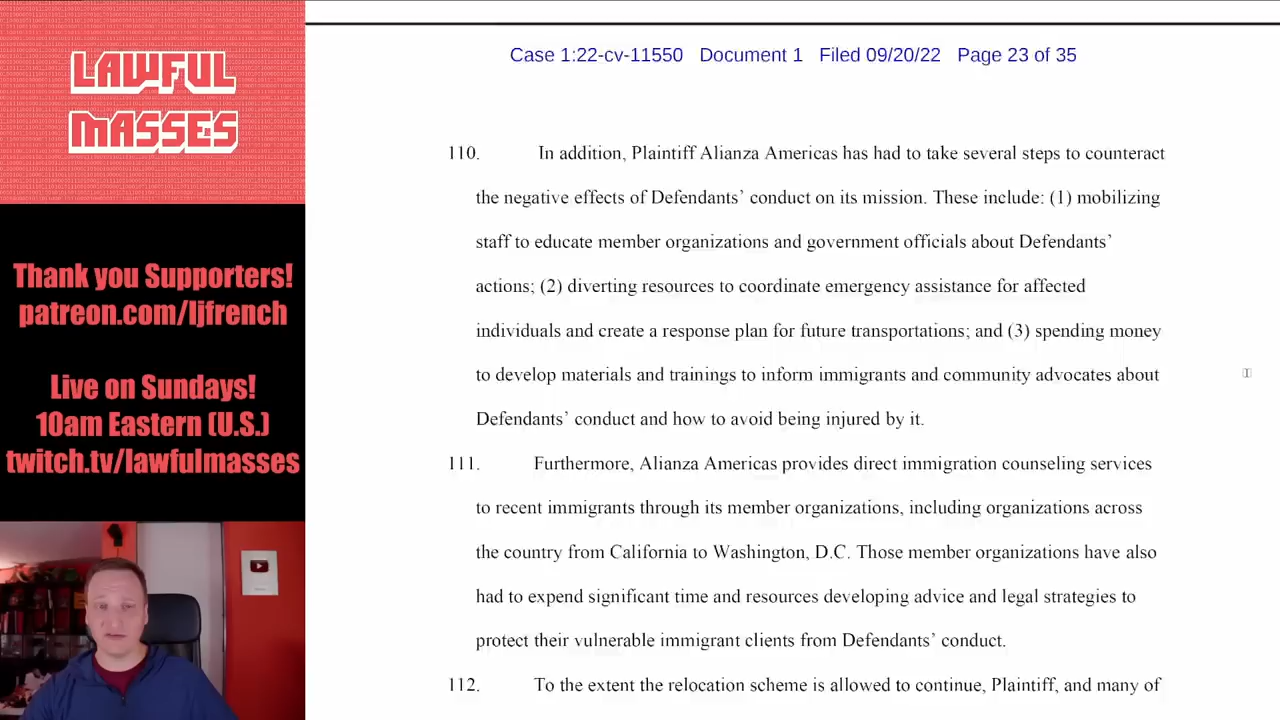 LAWFUL
MASSES
Thank you Supporters!
patreon.com/ljfrench
Live on Sundays!
10am Eastern (U.S.)
twitch.tv/lawfulmasses
Case 1:22-cv-11550 Document 1 Filed 09/20/22 Page 23 of 35
110. In addition, Plaintiff Alianza Americas has had to take several steps to counteract
the negative effects of Defendants’ conduct on its mission. These include: (1) mobilizing
staff to educate member organizations and government officials about Defendants’
actions; (2) diverting resources to coordinate emergency assistance for affected
individuals and create a response plan for future transportations; and (3) spending money
to develop materials and trainings to inform immigrants and community advocates about
Defendants’ conduct and how to avoid being injured by it.
111. Furthermore, Alianza Americas provides direct immigration counseling services
to recent immigrants through its member organizations, including organizations across
the country from California to Washington, D.C. Those member organizations have also
had to expend significant time and resources developing advice and legal strategies to
protect their vulnerable immigrant clients from Defendants’ conduct.
112. To the extent the relocation scheme is allowed to continue, Plaintiff, and many of